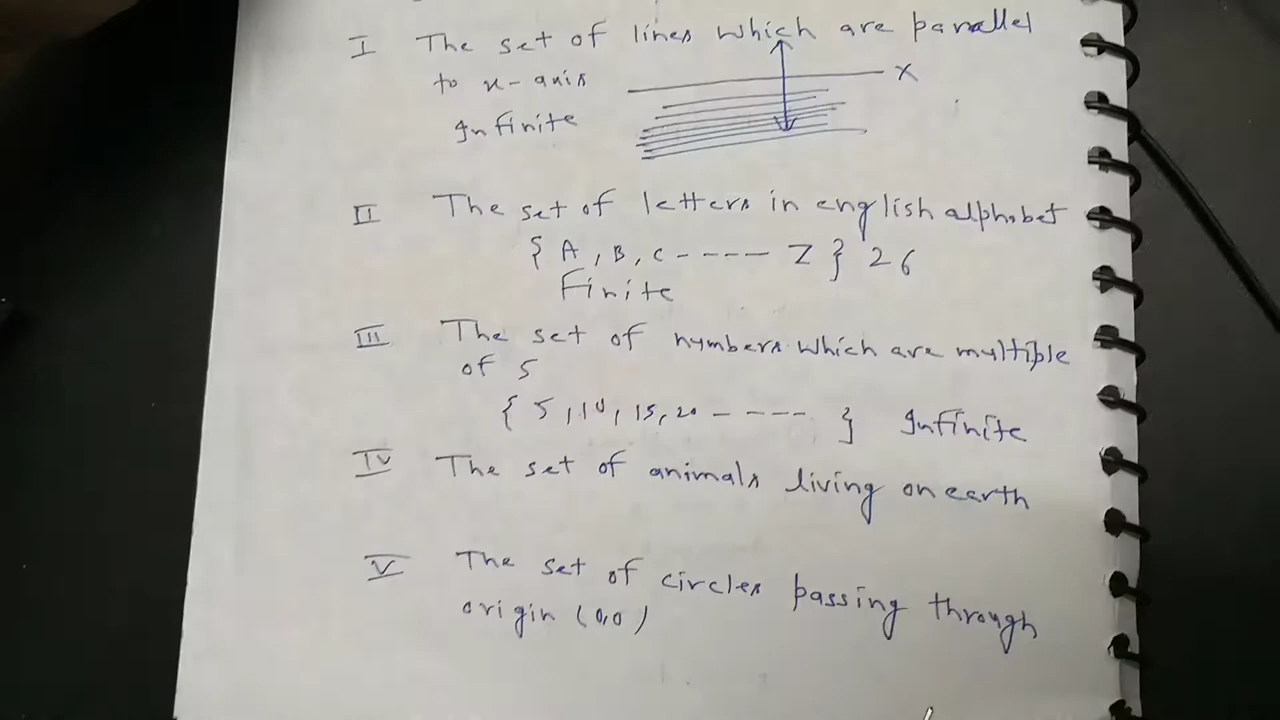 I The set of lines which are parallel
to x-axis
X
Infinite
II The set of letters in english alphabet
{ A, B, C ----- Z } 26
Finite
III The set of numbers which are multiple
of 5
{ 5, 10, 15, 20 ----- } Infinite
IV The set of animals living on earth
V The set of circles passing through
origin (0,0)